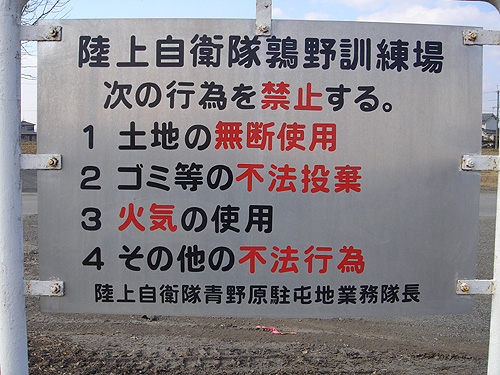 陸上自衛隊鶉野訓練場
次の行為を禁止する。
1 土地の無断使用
2 ゴミ等の不法投棄
3 火気の使用
4 その他の不法行為
陸上自衛隊青野原駐屯地業務隊長